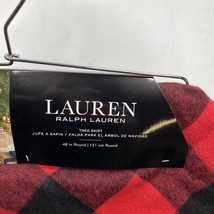 LAUREN
RALPH LAUREN
TREE SKIRT
JUPE À SAPIN / FALDA PARA EL ÁRBOL DE NAVIDAD
48 in Round | 121 cm Round